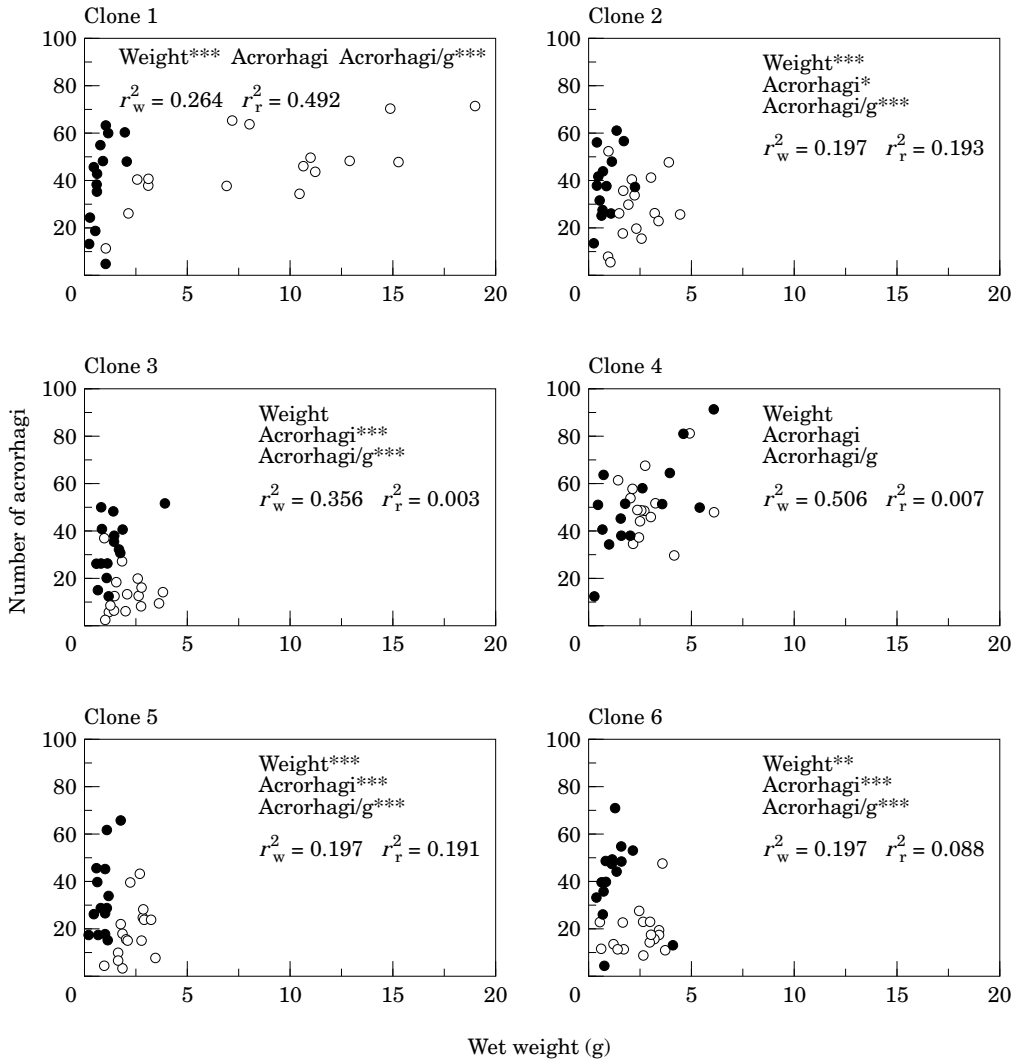 Clone 1
100
80
60
40
20
0
5
10
15
20
Weight*** Acrorhagi Acrorhagi/g***
r²w = 0.264 r²r = 0.492
Clone 2
100
80
60
40
20
0
5
10
15
20
Weight***
Acrorhagi*
Acrorhagi/g***
r²w = 0.197 r²r = 0.193
Number of acrorhagi
Clone 3
100
80
60
40
20
0
5
10
15
20
Weight
Acrorhagi***
Acrorhagi/g***
r²w = 0.356 r²r = 0.003
Clone 4
100
80
60
40
20
0
5
10
15
20
Weight
Acrorhagi
Acrorhagi/g
r²w = 0.506 r²r = 0.007
Clone 5
100
80
60
40
20
0
5
10
15
20
Weight***
Acrorhagi***
Acrorhagi/g***
r²w = 0.197 r²r = 0.191
Clone 6
100
80
60
40
20
0
5
10
15
20
Weight**
Acrorhagi***
Acrorhagi/g***
r²w = 0.197 r²r = 0.088
Wet weight (g)